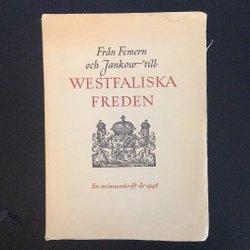 Från Femern
och Jankow till
WESTFALISKA
FREDEN
En minnesskrift år 1948